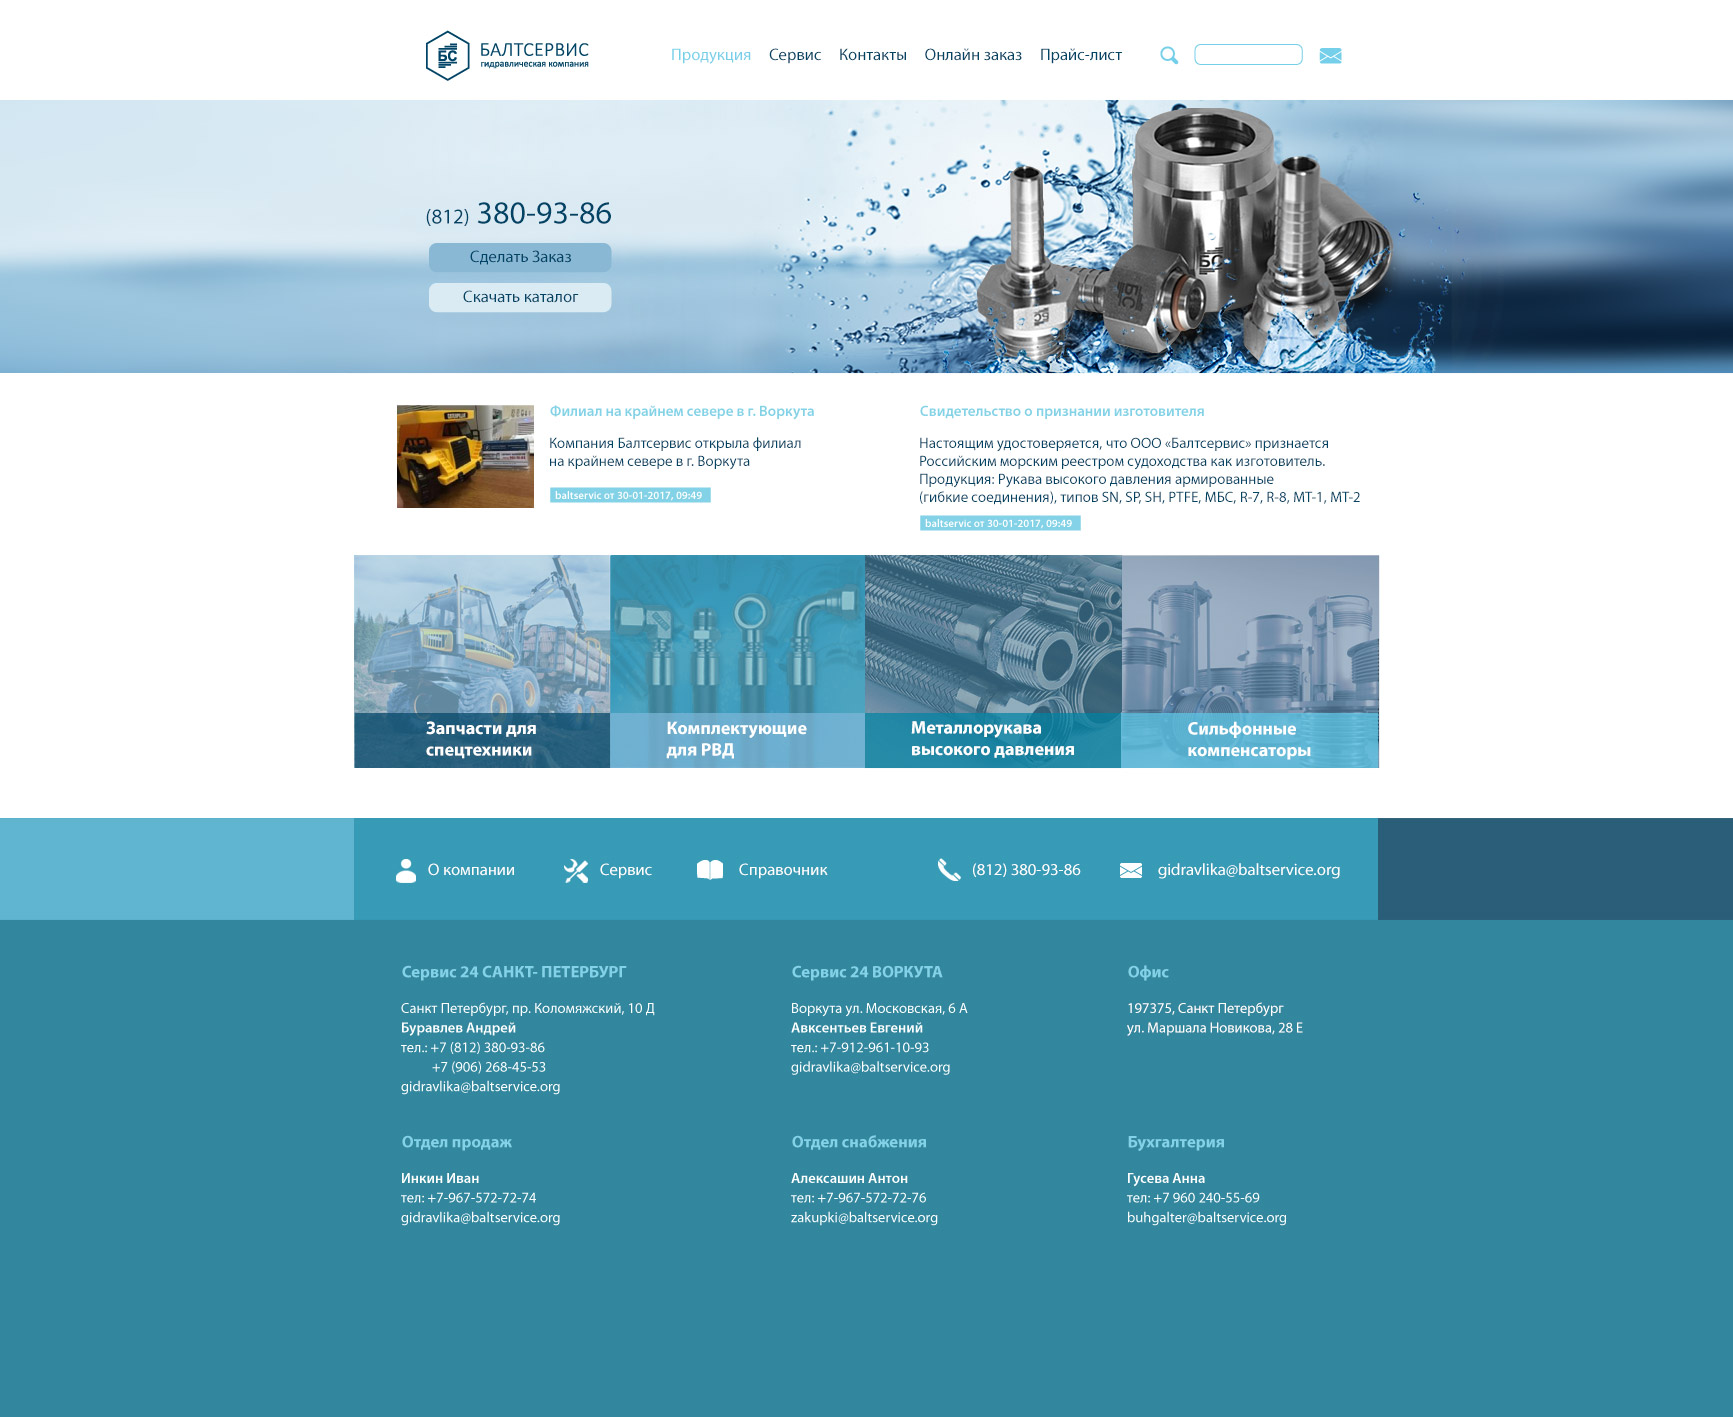 БС
БАЛТСЕРВИС
гидравлическая компания
Продукция
Сервис
Контакты
Онлайн заказ
Прайс-лист
(812) 380-93-86
Сделать Заказ
Скачать каталог
БС
БС
БС
Филиал на крайнем севере в г. Воркута
Компания Балтсервис открыла филиал
на крайнем севере в г. Воркута
baltservic от 30-01-2017, 09:49
Свидетельство о признании изготовителя
Настоящим удостоверяется, что ООО «Балтсервис» признается
Российским морским реестром судоходства как изготовитель.
Продукция: Рукава высокого давления армированные
(гибкие соединения), типов SN, SP, SH, PTFE, МБС, R-7, R-8, МТ-1, МТ-2
baltservic от 30-01-2017, 09:49
Запчасти для
спецтехники
Комплектующие
для РВД
Металлорукава
высокого давления
Сильфонные
компенсаторы
О компании
Сервис
Справочник
(812) 380-93-86
gidravlika@baltservice.org
Сервис 24 САНКТ- ПЕТЕРБУРГ
Санкт Петербург, пр. Коломяжский, 10 Д
Буравлев Андрей
тел.: +7 (812) 380-93-86
+7 (906) 268-45-53
gidravlika@baltservice.org
Сервис 24 ВОРКУТА
Воркута ул. Московская, 6 А
Авксентьев Евгений
тел.: +7-912-961-10-93
gidravlika@baltservice.org
Офис
197375, Санкт Петербург
ул. Маршала Новикова, 28 Е
Отдел продаж
Инкин Иван
тел: +7-967-572-72-74
gidravlika@baltservice.org
Отдел снабжения
Алексашин Антон
тел: +7-967-572-72-76
zakupki@baltservice.org
Бухгалтерия
Гусева Анна
тел: +7 960 240-55-69
buhgalter@baltservice.org